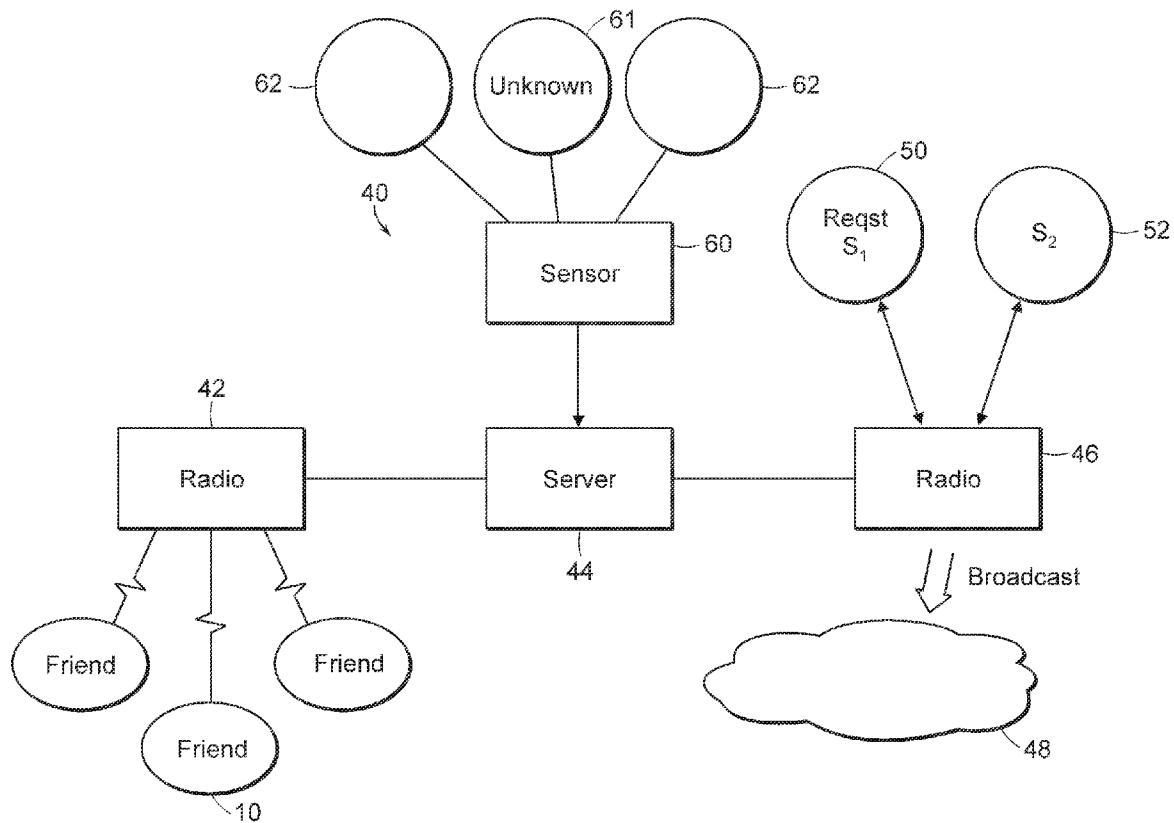 61
62
Unknown
62
50
40
60
Reqst
S₁
S₂
52
Sensor
42
46
Radio
Server
Radio
44
Broadcast
Friend
Friend
Friend
48
10